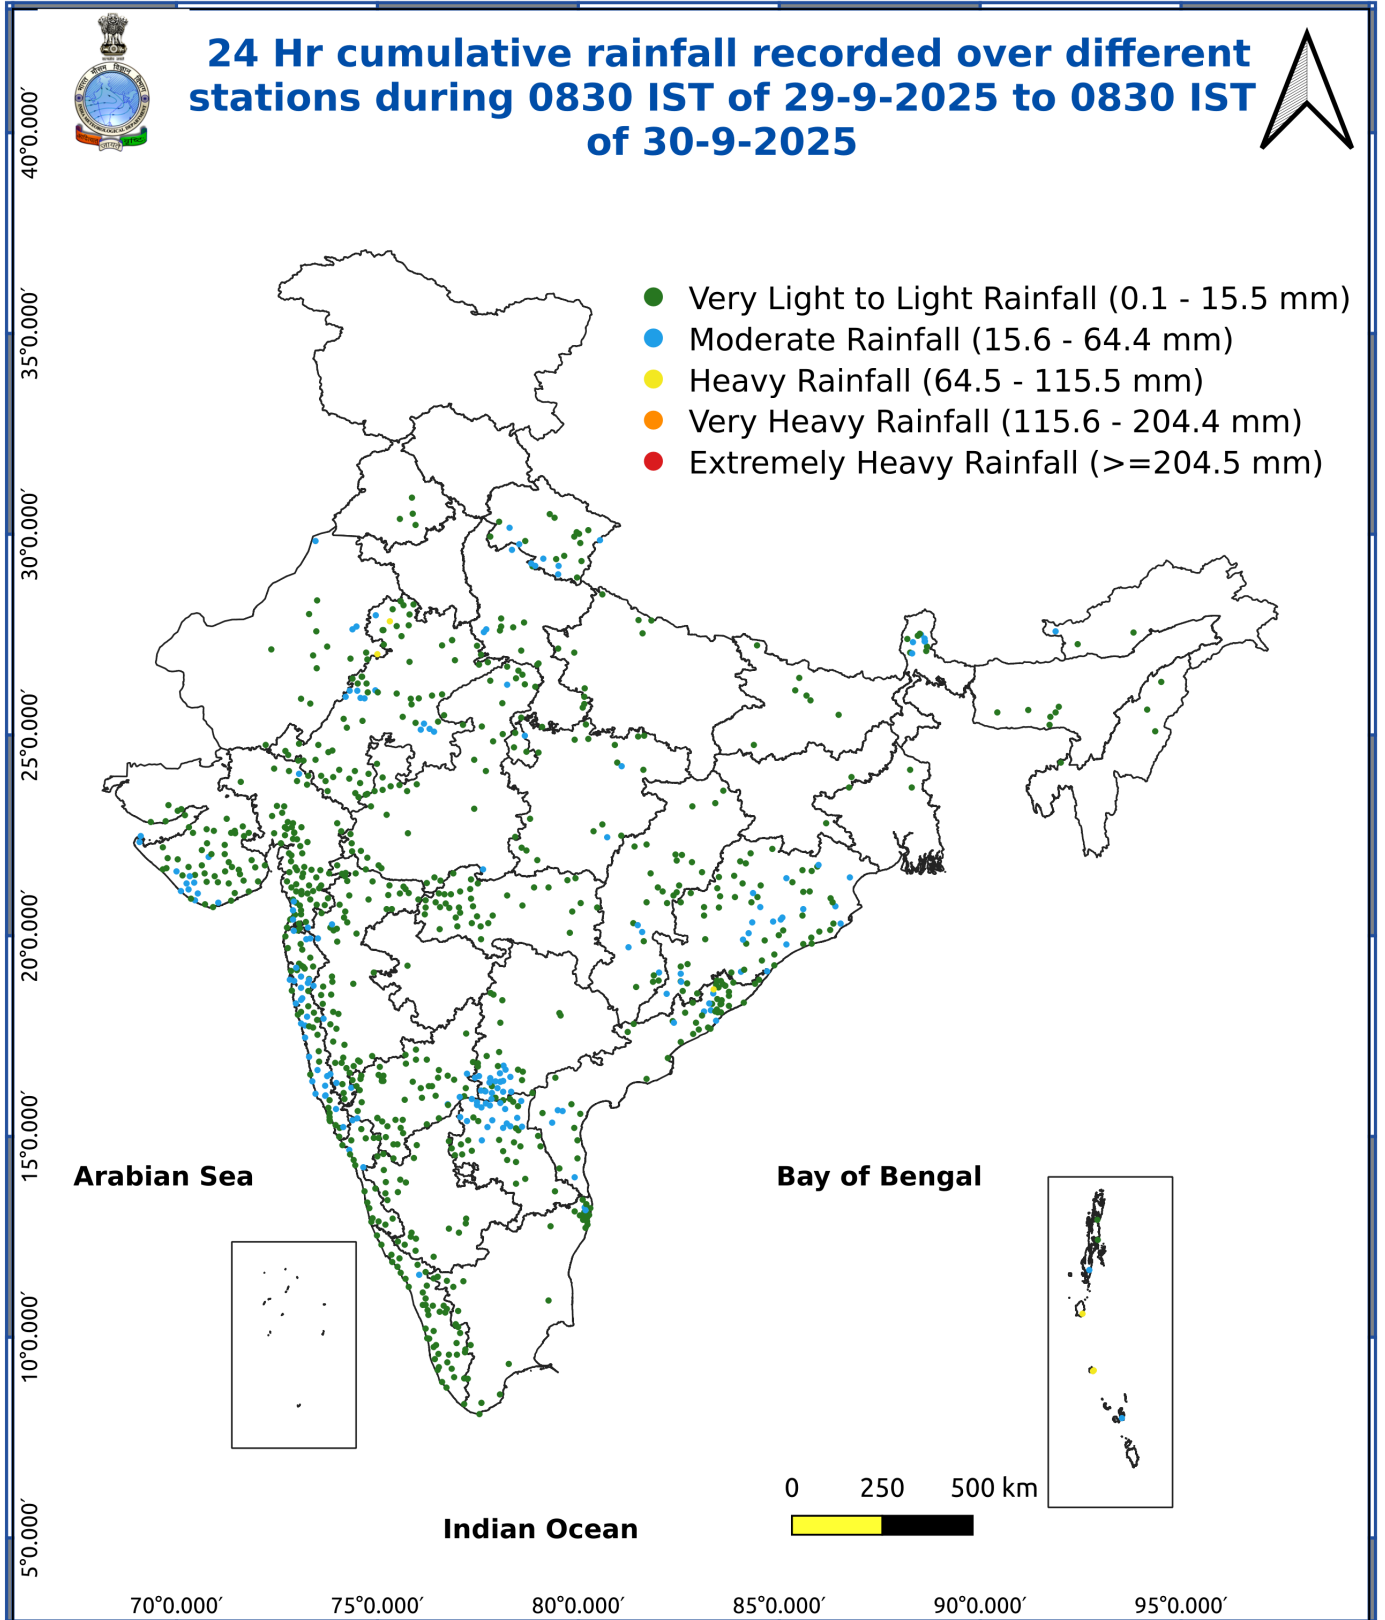 24 Hr cumulative rainfall recorded over different
stations during 0830 IST of 29-9-2025 to 0830 IST
of 30-9-2025
Very Light to Light Rainfall (0.1 - 15.5 mm)
Moderate Rainfall (15.6 - 64.4 mm)
Heavy Rainfall (64.5 - 115.5 mm)
Very Heavy Rainfall (115.6 - 204.4 mm)
Extremely Heavy Rainfall (>=204.5 mm)
40°0.000′
35°0.000′
30°0.000′
25°0.000′
20°0.000′
15°0.000′
10°0.000′
5°0.000′
Arabian Sea
Bay of Bengal
Indian Ocean
0 250 500 km
70°0.000′ 75°0.000′ 80°0.000′ 85°0.000′ 90°0.000′ 95°0.000′